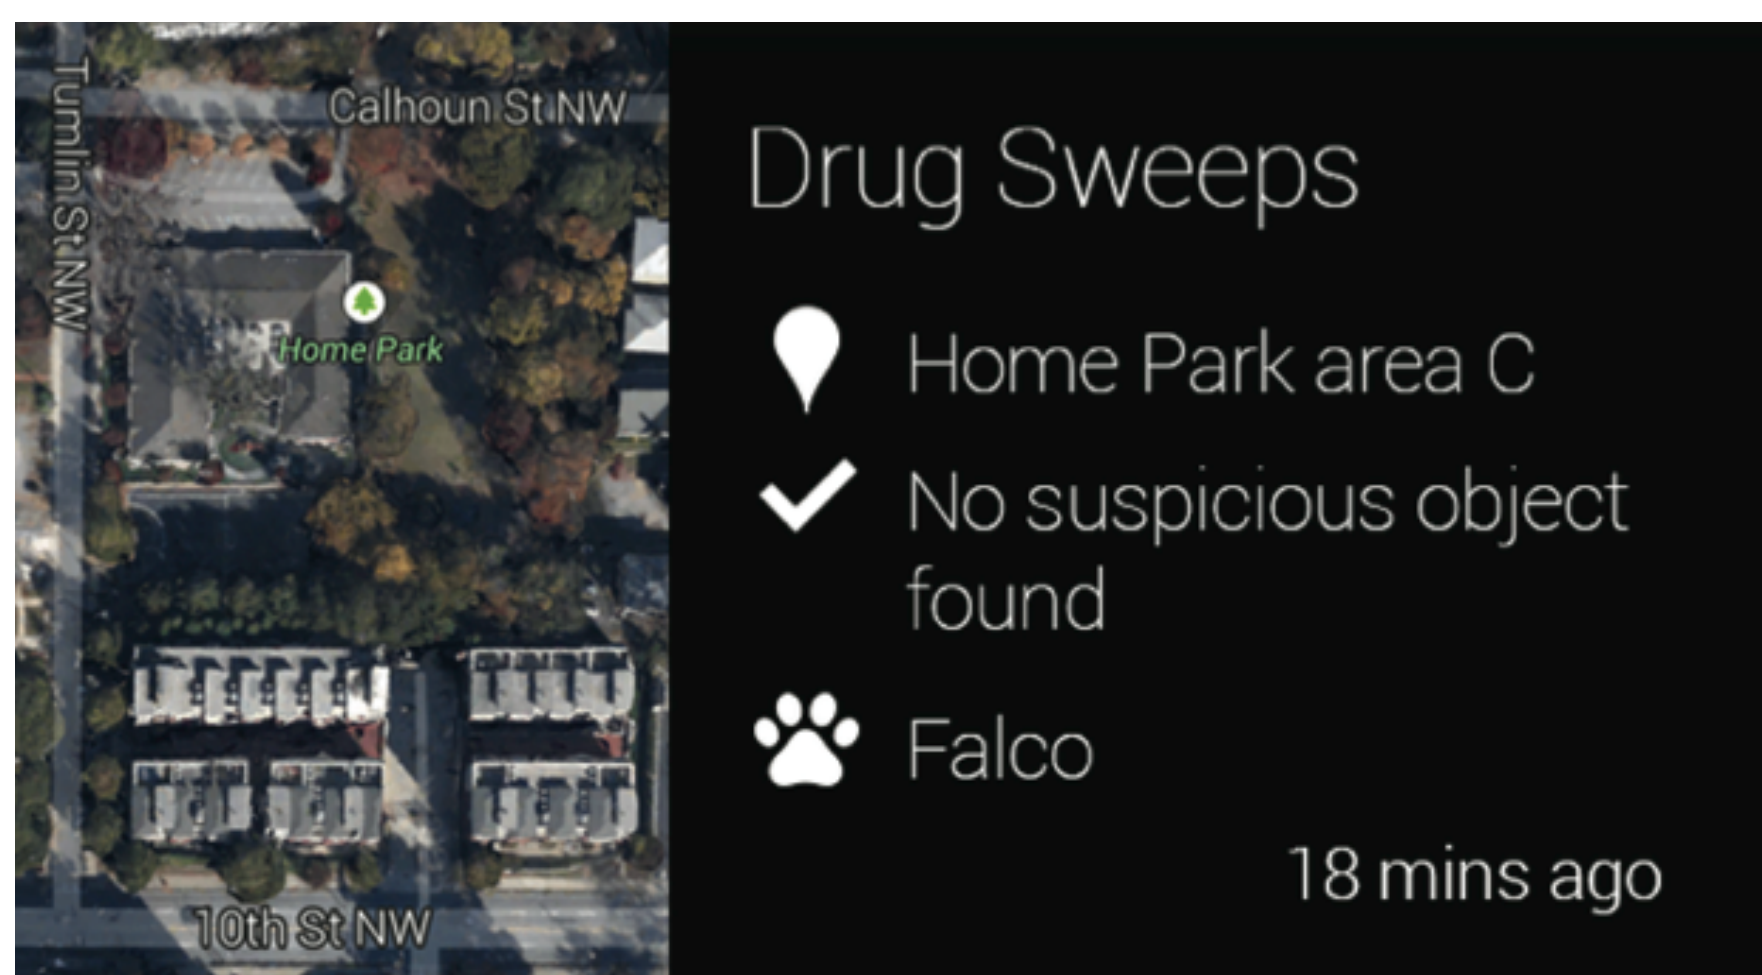 Calhoun St NW
Tumlin St NW
Home Park
10th St NW
Drug Sweeps
Home Park area C
No suspicious object
found
Falco
18 mins ago